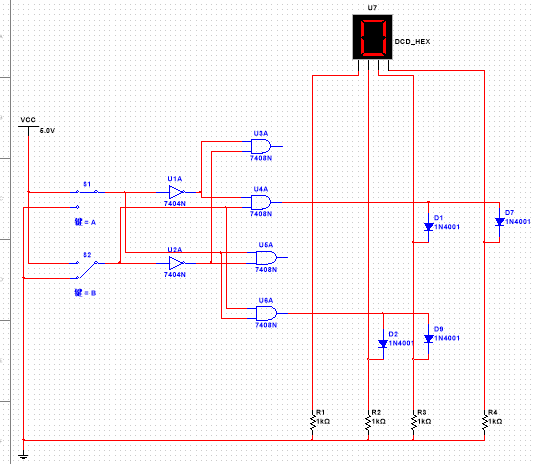 U7
DCD_HEX
VCC
5.0V
U3A
7408N
S1
U1A
7404N
U4A
7408N
键 = A
D1
1N4001
D7
1N4001
S2
U2A
7404N
U5A
7408N
键 = B
U6A
7408N
D2
1N4001
D9
1N4001
R1
1kΩ
R2
1kΩ
R3
1kΩ
R4
1kΩ